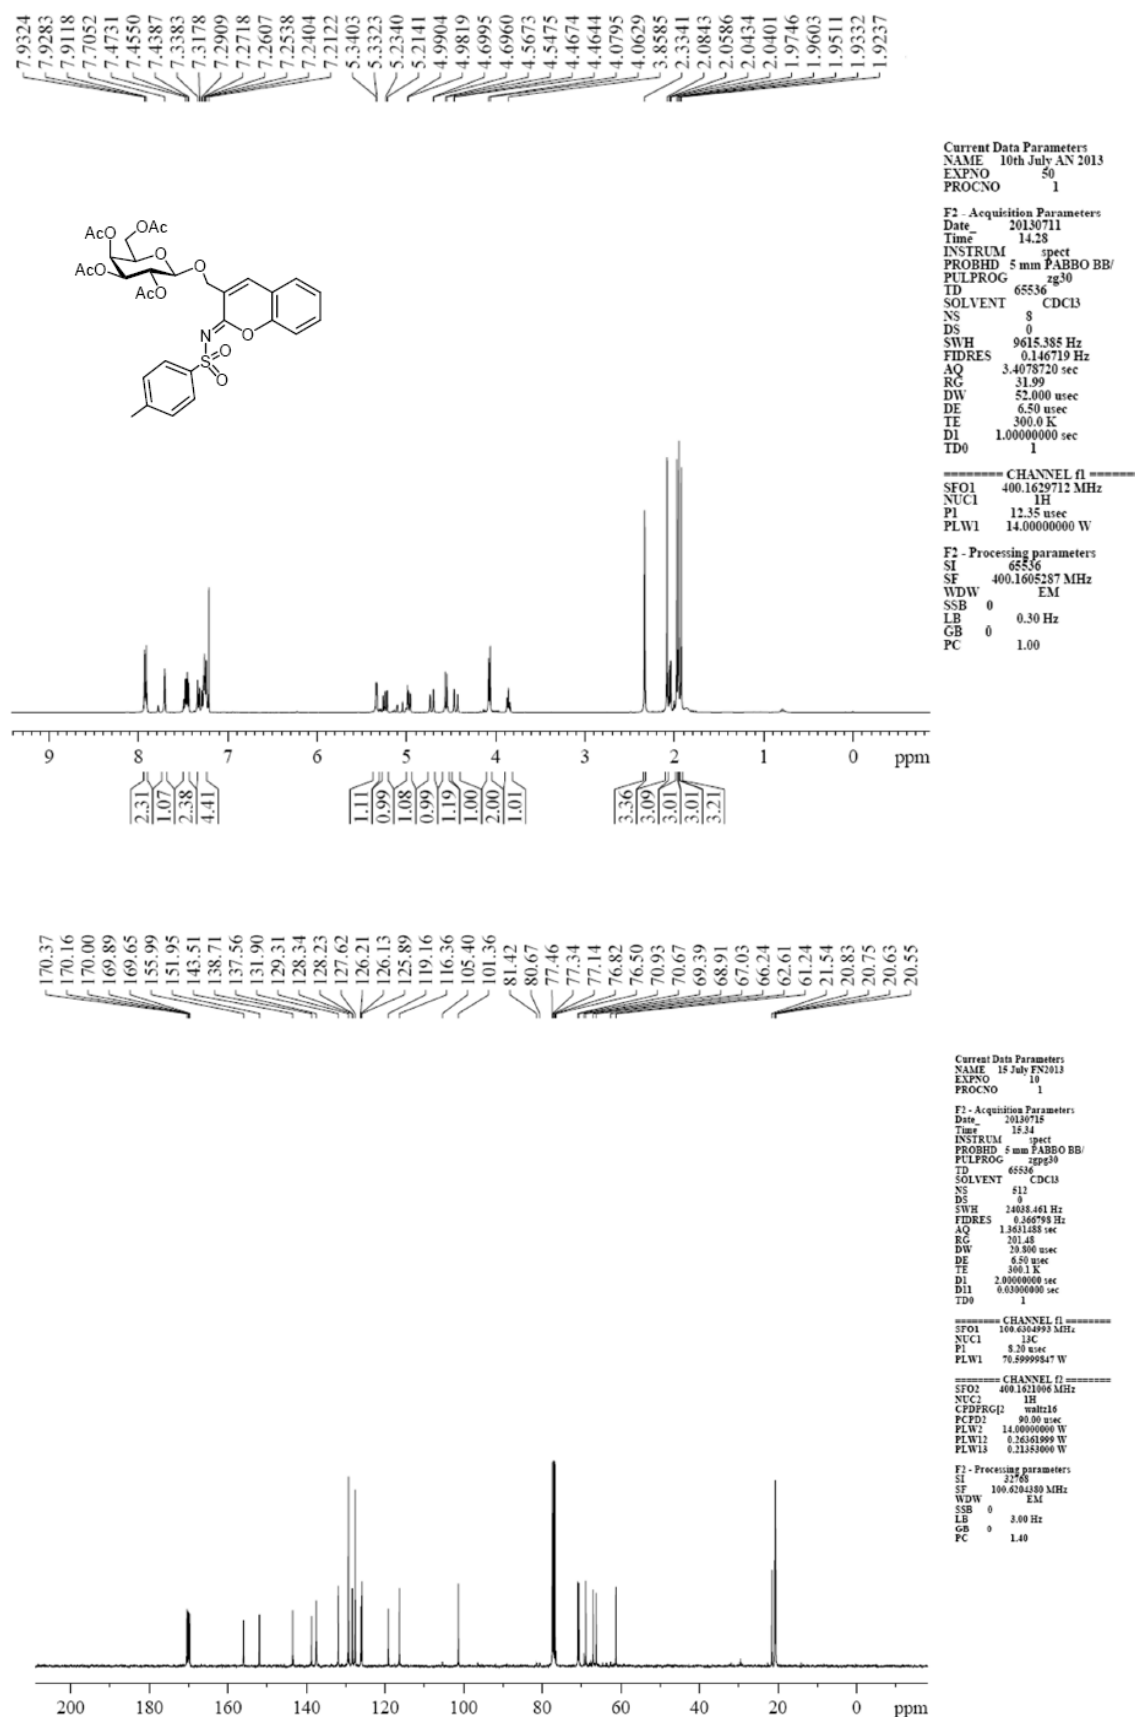 7.9324
7.9283
7.9118
7.7052
7.4731
7.4550
7.4387
7.3383
7.3178
7.2909
7.2718
7.2607
7.2538
7.2404
7.2122
5.3403
5.3323
5.2340
5.2141
4.9904
4.9819
4.6995
4.6960
4.5673
4.5475
4.4674
4.4644
4.0795
4.0629
3.8585
2.3341
2.0843
2.0586
2.0434
2.0401
1.9746
1.9603
1.9511
1.9332
1.9237
Current Data Parameters
NAME 10th July AN 2013
EXPNO 50
PROCNO 1
F2 - Acquisition Parameters
Date_ 20130711
Time 14.28
INSTRUM spect
PROBHD 5 mm PABBO BB/
PULPROG zg30
TD 65536
SOLVENT CDCl3
NS 8
DS 0
SWH 9615.385 Hz
FIDRES 0.146719 Hz
AQ 3.4078720 sec
RG 31.99
DW 52.000 usec
DE 6.50 usec
TE 300.0 K
D1 1.00000000 sec
TD0 1
======== CHANNEL f1 ========
SFO1 400.1629712 MHz
NUC1 1H
P1 12.35 usec
PLW1 14.00000000 W
F2 - Processing parameters
SI 65536
SF 400.1605287 MHz
WDW EM
SSB 0
LB 0.30 Hz
GB 0
PC 1.00
AcO OAc
O
AcO O
AcO
N O
S O
O
9 8 7 6 5 4 3 2 1 0 ppm
2.31
1.07
2.38
4.41
1.11
0.99
1.08
0.99
1.19
1.00
2.00
1.01
3.36
3.09
3.01
3.01
3.21
170.37
170.16
170.00
169.89
169.65
155.99
151.95
143.51
138.71
137.56
131.90
129.31
128.34
128.23
127.62
126.21
126.13
125.89
119.16
116.36
105.40
101.36
81.42
80.67
77.46
77.34
77.14
76.82
76.50
70.93
70.67
69.39
68.91
67.03
66.24
62.61
61.24
21.54
20.83
20.75
20.63
20.55
Current Data Parameters
NAME 15 July FN2013
EXPNO 10
PROCNO 1
F2 - Acquisition Parameters
Date_ 20130715
Time 15.34
INSTRUM spect
PROBHD 5 mm PABBO BB/
PULPROG zgpg30
TD 65536
SOLVENT CDCl3
NS 512
DS 0
SWH 24038.461 Hz
FIDRES 0.366798 Hz
AQ 1.3631488 sec
RG 201.48
DW 20.800 usec
DE 6.50 usec
TE 300.1 K
D1 2.00000000 sec
D11 0.03000000 sec
TD0 1
======== CHANNEL f1 ========
SFO1 100.6304993 MHz
NUC1 13C
P1 8.20 usec
PLW1 70.59999847 W
======== CHANNEL f2 ========
SFO2 400.1621006 MHz
NUC2 1H
CPDPRG[2 waltz16
PCPD2 90.00 usec
PLW2 14.00000000 W
PLW12 0.26361999 W
PLW13 0.21353000 W
F2 - Processing parameters
SI 32768
SF 100.6204380 MHz
WDW EM
SSB 0
LB 3.00 Hz
GB 0
PC 1.40
200 180 160 140 120 100 80 60 40 20 0 ppm